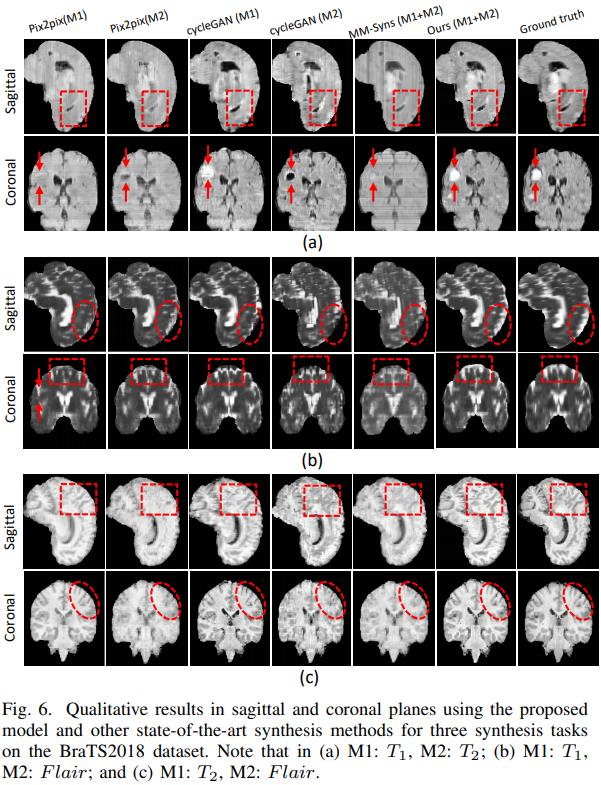 Pix2pix(M1) Pix2pix(M2) cycleGAN (M1) cycleGAN (M2) MM-Syns (M1+M2) Ours (M1+M2) Ground truth
Sagittal
Coronal
(a)
Sagittal
Coronal
(b)
Sagittal
Coronal
(c)
Fig. 6. Qualitative results in sagittal and coronal planes using the proposed
model and other state-of-the-art synthesis methods for three synthesis tasks
on the BraTS2018 dataset. Note that in (a) M1: T₁, M2: T₂; (b) M1: T₁,
M2: Flair; and (c) M1: T₂, M2: Flair.